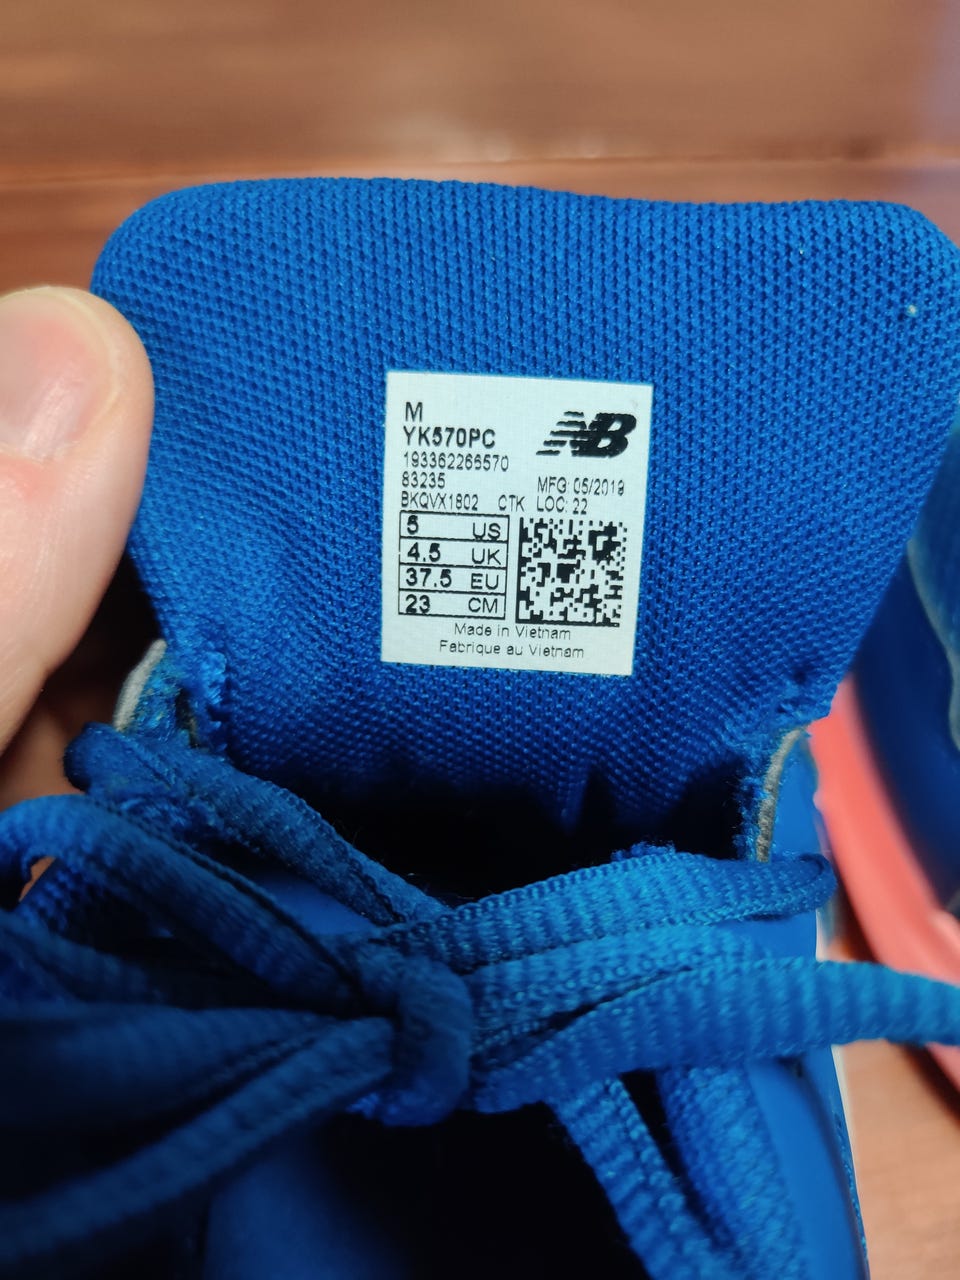 M
YK570PC
NB
193362266570
83235
MFG: 05/2019
BKQVX1802 CTK LOC: 22
5 US
4.5 UK
37.5 EU
23 CM
Made in Vietnam
Fabrique au Vietnam